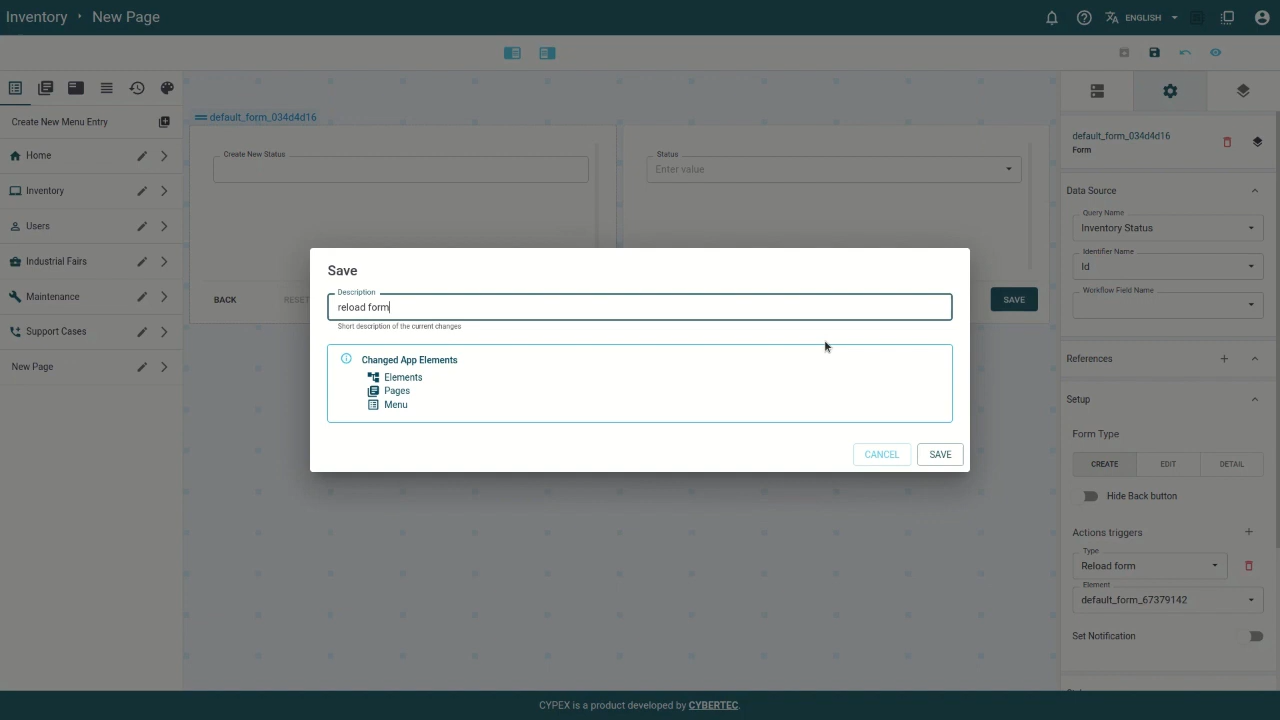 Inventory New Page
ENGLISH
Create New Menu Entry
Home
Inventory
Users
Industrial Fairs
Maintenance
Support Cases
New Page
default_form_034d4d16
Create New Status
Status
Enter value
BACK
RESET
SAVE
Save
Description
reload form
Short description of the current changes
Changed App Elements
Elements
Pages
Menu
CANCEL
SAVE
default_form_034d4d16
Form
Data Source
Query Name
Inventory Status
Identifier Name
Id
Workflow Field Name
References
Setup
Form Type
CREATE EDIT DETAIL
Hide Back button
Actions triggers
Type
Reload form
Element
default_form_67379142
Set Notification
CYPEX is a product developed by CYBERTEC.